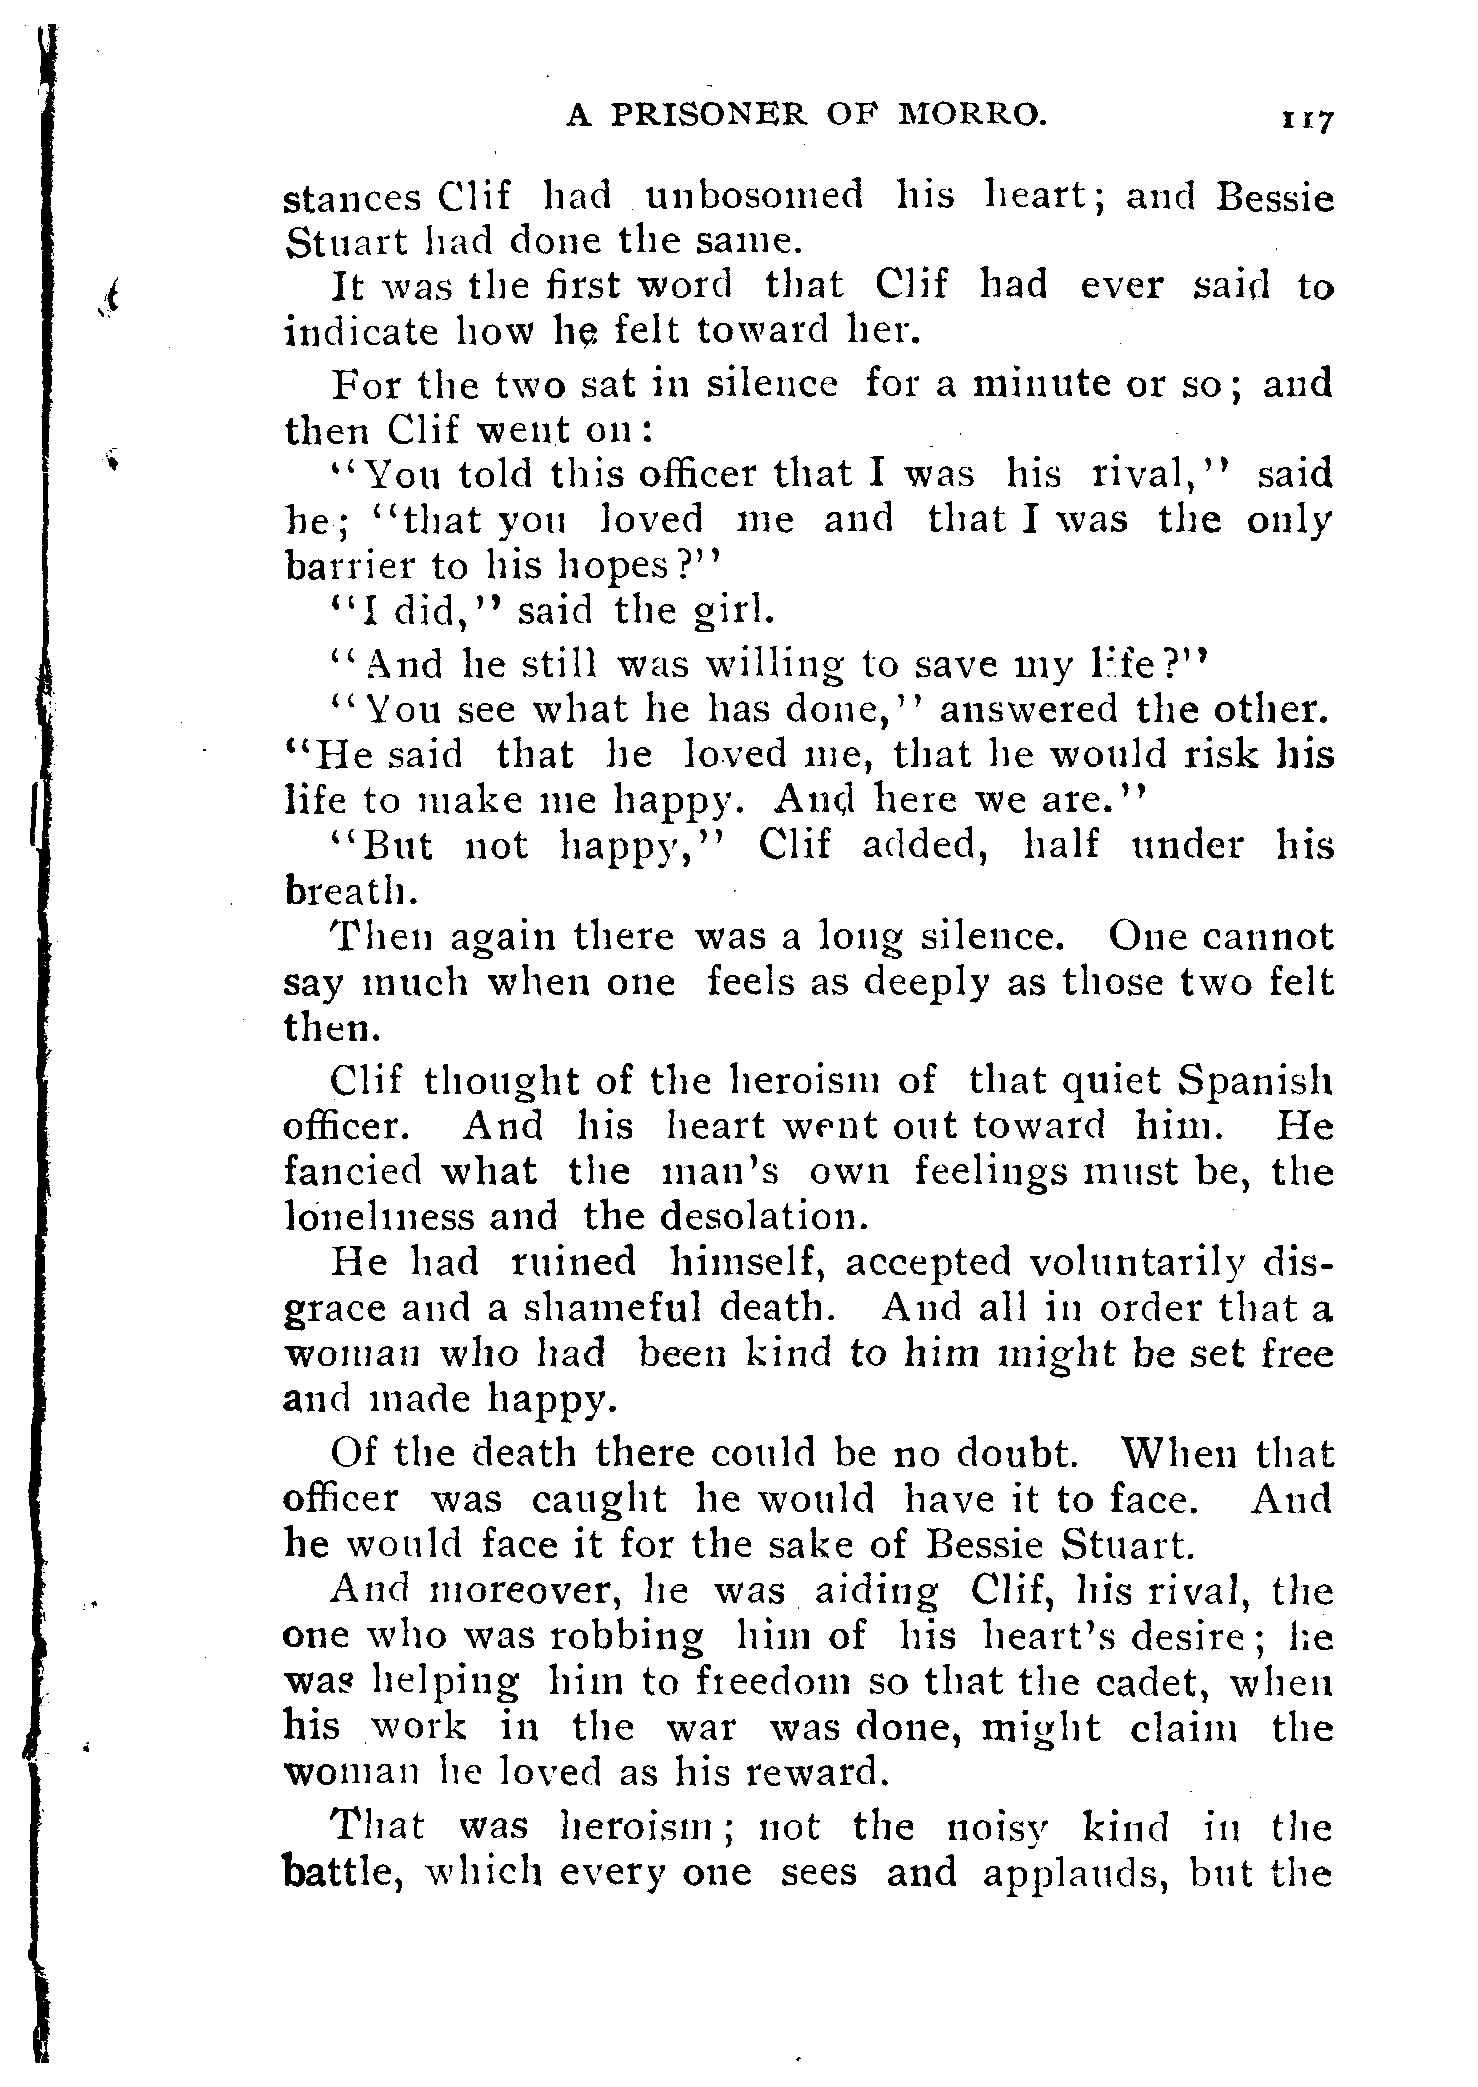 A PRISONER OF MORRO. 117
stances Clif had unbosomed his heart; and Bessie
Stuart had done the same.
It was the first word that Clif had ever said to
indicate how he felt toward her.
For the two sat in silence for a minute or so; and
then Clif went on:
"You told this officer that I was his rival," said
he; "that you loved me and that I was the only
barrier to his hopes?"
"I did," said the girl.
"And he still was willing to save my life?"
"You see what he has done," answered the other.
"He said that he loved me, that he would risk his
life to make me happy. And here we are."
"But not happy," Clif added, half under his
breath.
Then again there was a long silence. One cannot
say much when one feels as deeply as those two felt
then.
Clif thought of the heroism of that quiet Spanish
officer. And his heart went out toward him. He
fancied what the man's own feelings must be, the
loneliness and the desolation.
He had ruined himself, accepted voluntarily dis-
grace and a shameful death. And all in order that a
woman who had been kind to him might be set free
and made happy.
Of the death there could be no doubt. When that
officer was caught he would have it to face. And
he would face it for the sake of Bessie Stuart.
And moreover, he was aiding Clif, his rival, the
one who was robbing him of his heart's desire; he
was helping him to freedom so that the cadet, when
his work in the war was done, might claim the
woman he loved as his reward.
That was heroism; not the noisy kind in the
battle, which every one sees and applauds, but the